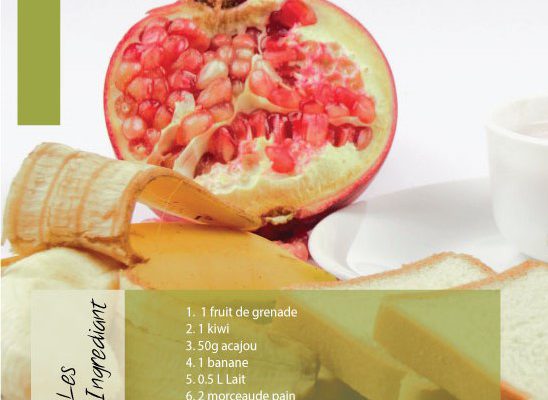 Les
Ingrediant
1. 1 fruit de grenade
2. 1 kiwi
3. 50g acajou
4. 1 banane
5. 0.5 L Lait
6. 2 morceaude pain